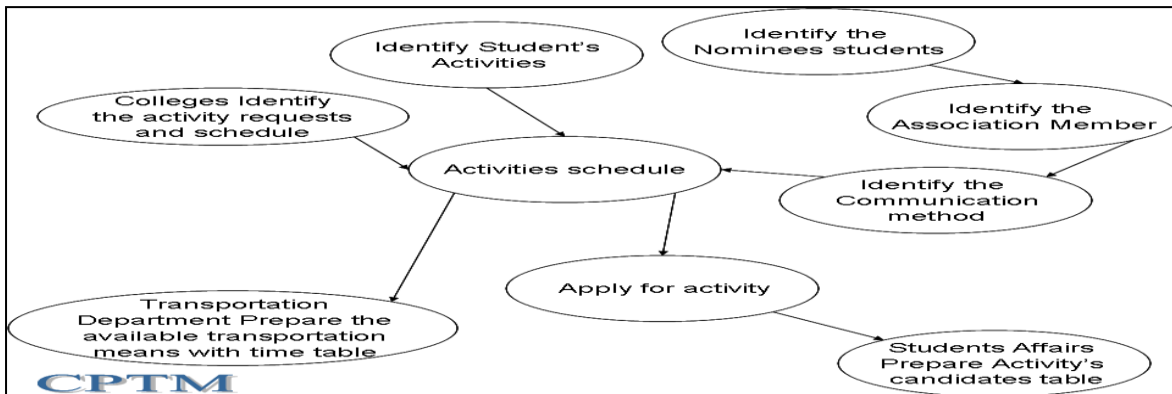 Identify Student's
Activities
Identify the
Nominees students
Colleges Identify
the activity requests
and schedule
Identify the
Association Member
Activities schedule
Identify the
Communication
method
Apply for activity
Transportation
Department Prepare the
available transportation
means with time table
Students Affairs
Prepare Activity's
candidates table
CPTM